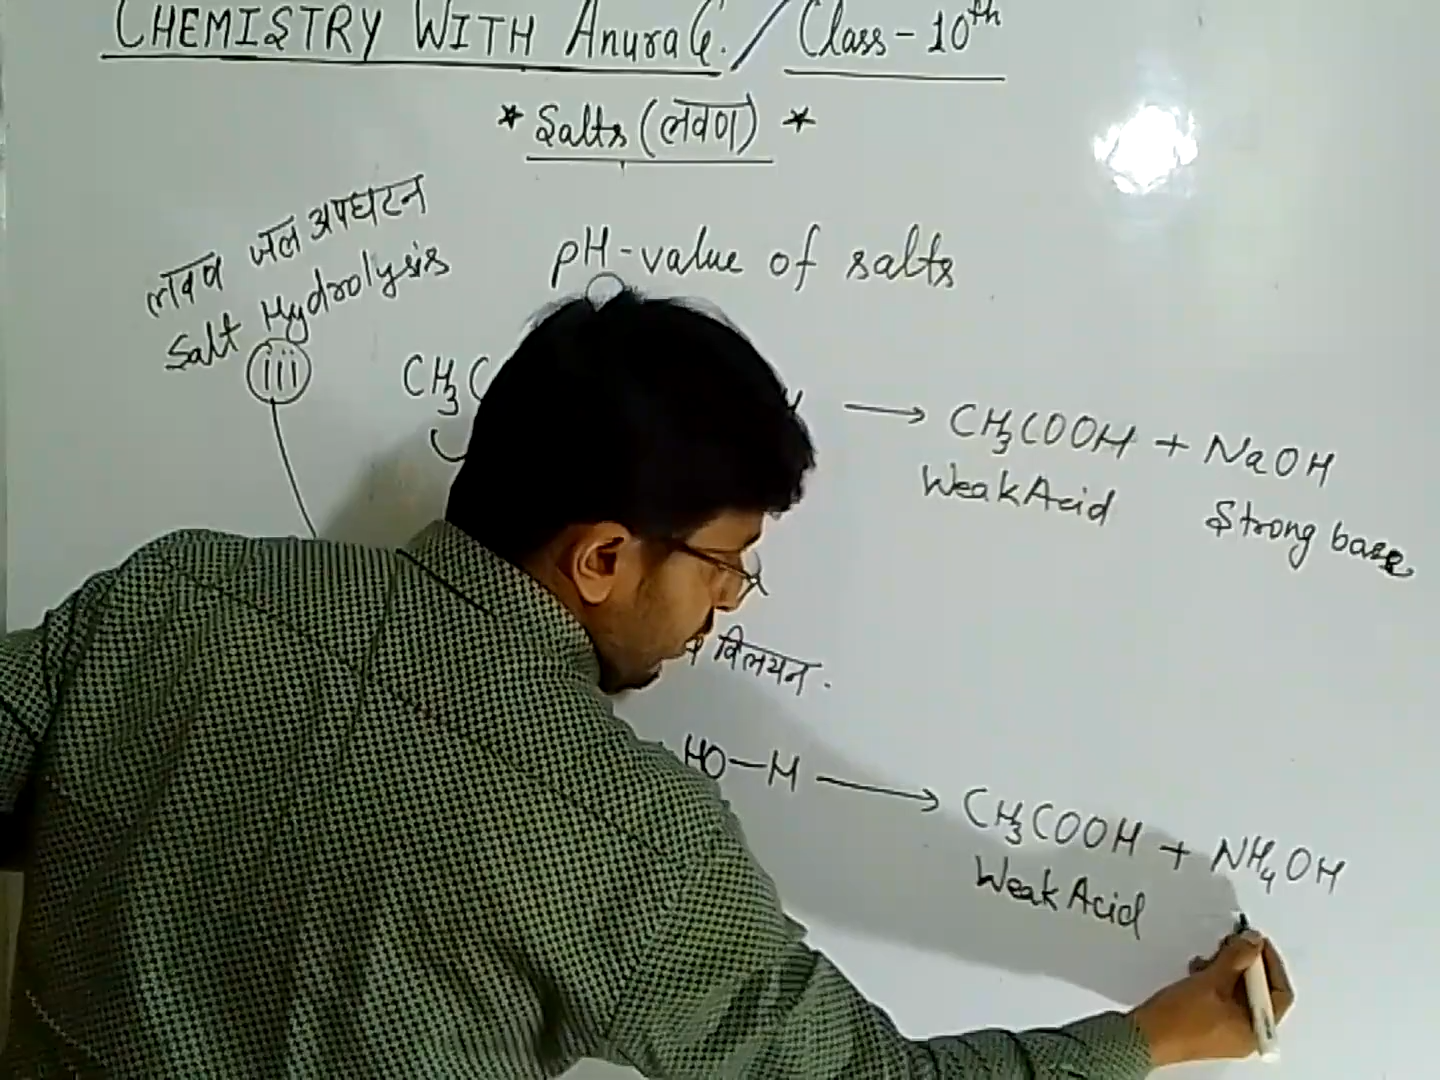 CHEMISTRY WITH AnuraG. / Class - 10th
* Salts (लवण) *
लवव जल अपघटन
Salt Hydrolysis
pH-value of salts
iii
CH3C → CH3COOH + NaOH
Weak Acid Strong base
विलयन.
HO—H → CH3COOH + NH4OH
Weak Acid